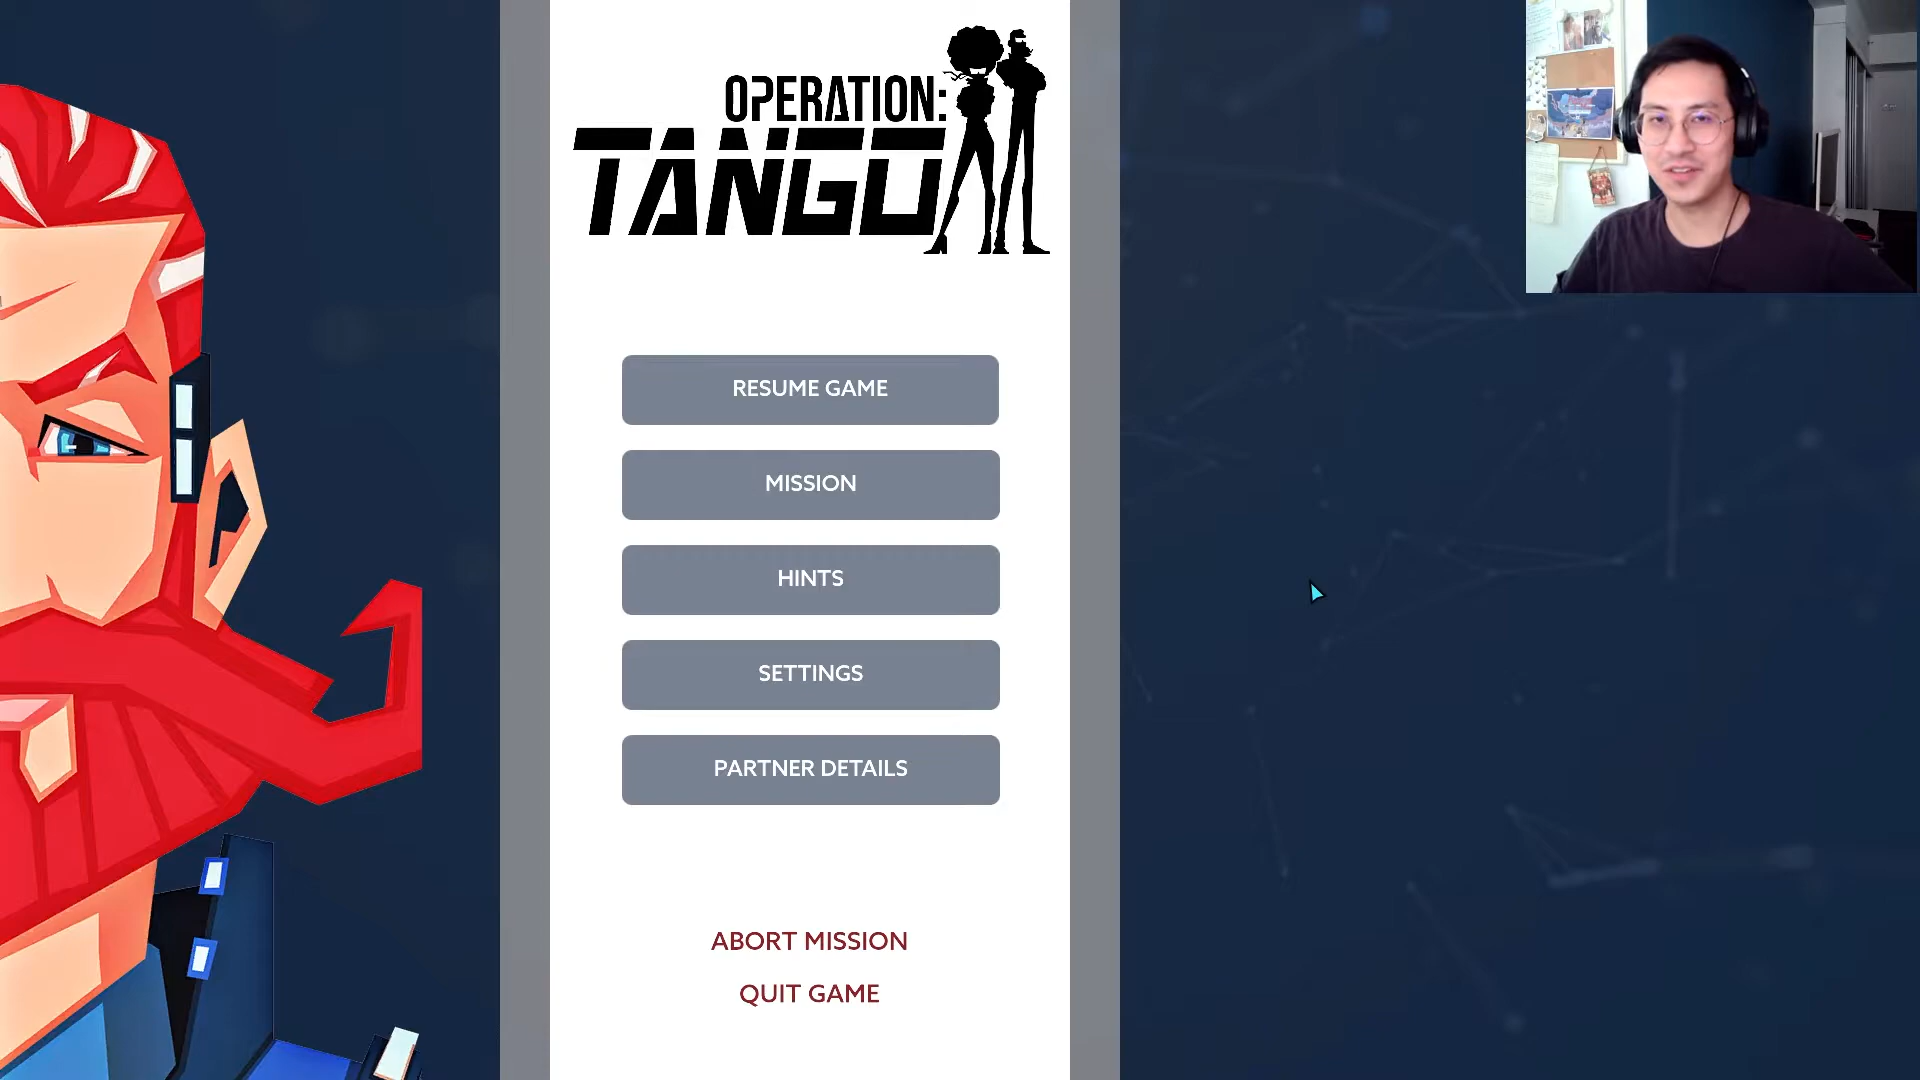 OPERATION:
TANGO
RESUME GAME
MISSION
HINTS
SETTINGS
PARTNER DETAILS
ABORT MISSION
QUIT GAME